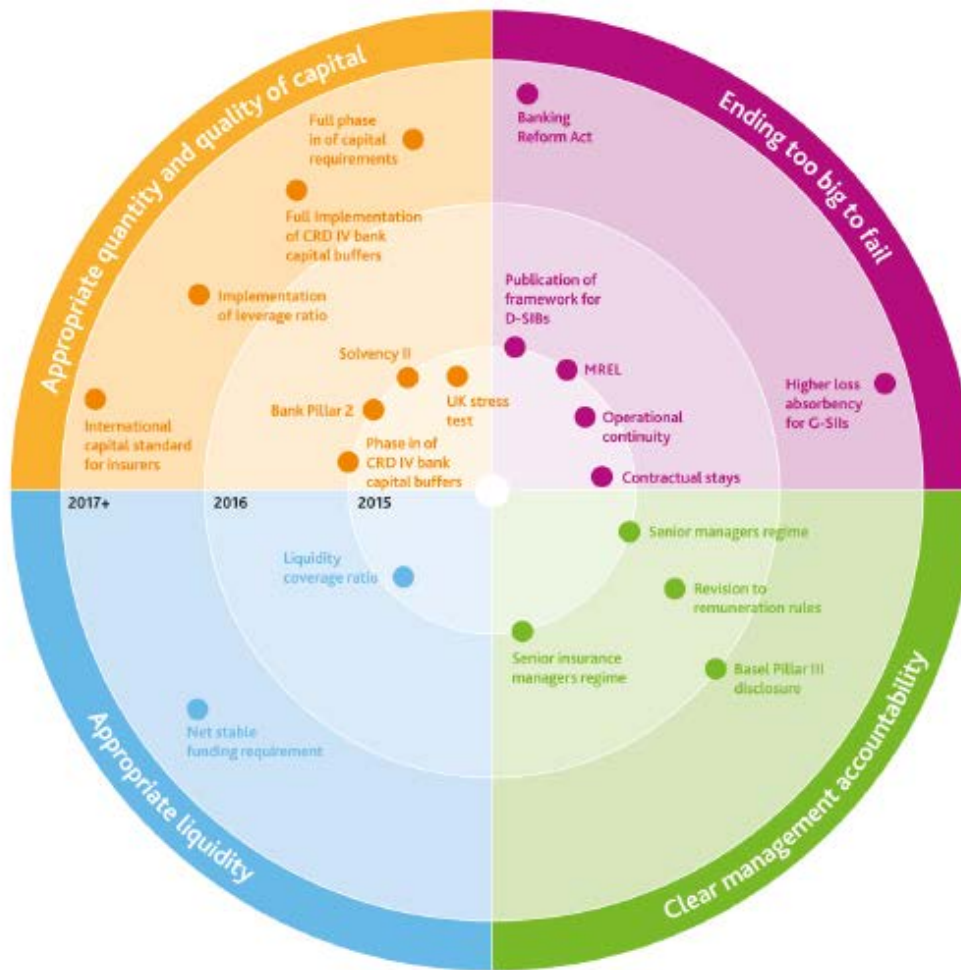 Appropriate quantity and quality of capital
Ending too big to fail
Full phase
in of capital
requirements
Full Implementation
of CRD IV bank
capital buffers
Implementation
of leverage ratio
Solvency II
Bank Pillar 2
UK stress
test
International
capital standard
for insurers
Phase in of
CRD IV bank
capital buffers
Banking
Reform Act
Publication of
framework for
D-SIBs
MREL
Operational
continuity
Higher loss
absorbency
for G-SIIs
Contractual stays
2017+
2016
2015
Liquidity
coverage ratio
Net stable
funding requirement
Appropriate liquidity
Senior managers regime
Revision to
remuneration rules
Senior insurance
managers regime
Basel Pillar III
disclosure
Clear management accountability